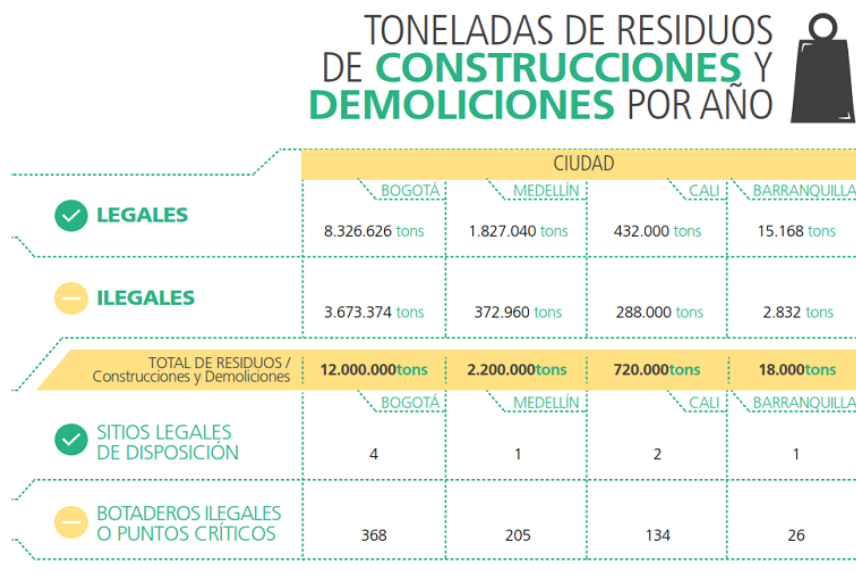 TONELADAS DE RESIDUOS
DE CONSTRUCCIONES Y
DEMOLICIONES POR AÑO
CIUDAD
BOGOTÁ MEDELLÍN CALI BARRANQUILLA
LEGALES
8.326.626 tons 1.827.040 tons 432.000 tons 15.168 tons
ILEGALES
3.673.374 tons 372.960 tons 288.000 tons 2.832 tons
TOTAL DE RESIDUOS /
Construcciones y Demoliciones
12.000.000tons 2.200.000tons 720.000tons 18.000tons
BOGOTÁ MEDELLÍN CALI BARRANQUILLA
SITIOS LEGALES
DE DISPOSICIÓN
4 1 2 1
BOTADEROS ILEGALES
O PUNTOS CRÍTICOS
368 205 134 26